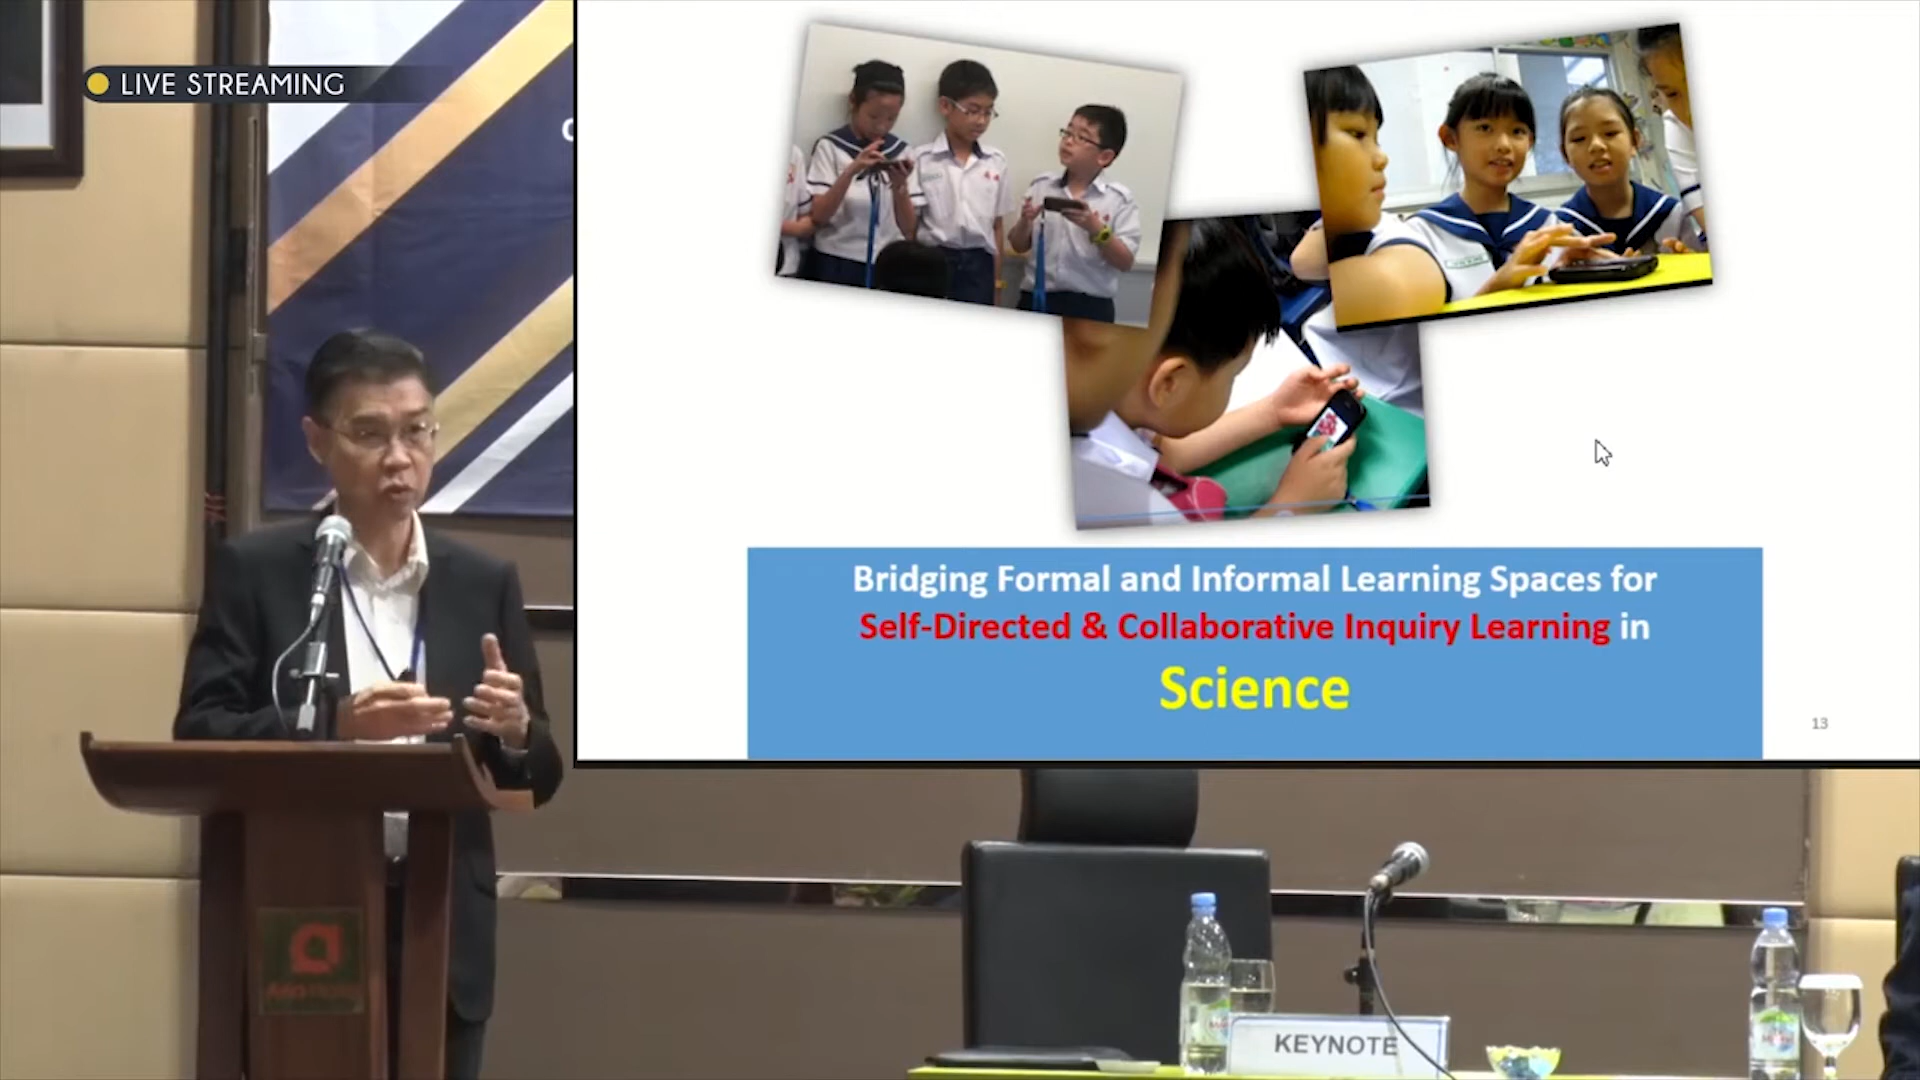 LIVE STREAMING
Bridging Formal and Informal Learning Spaces for
Self-Directed & Collaborative Inquiry Learning in
Science
13
KEYNOTE